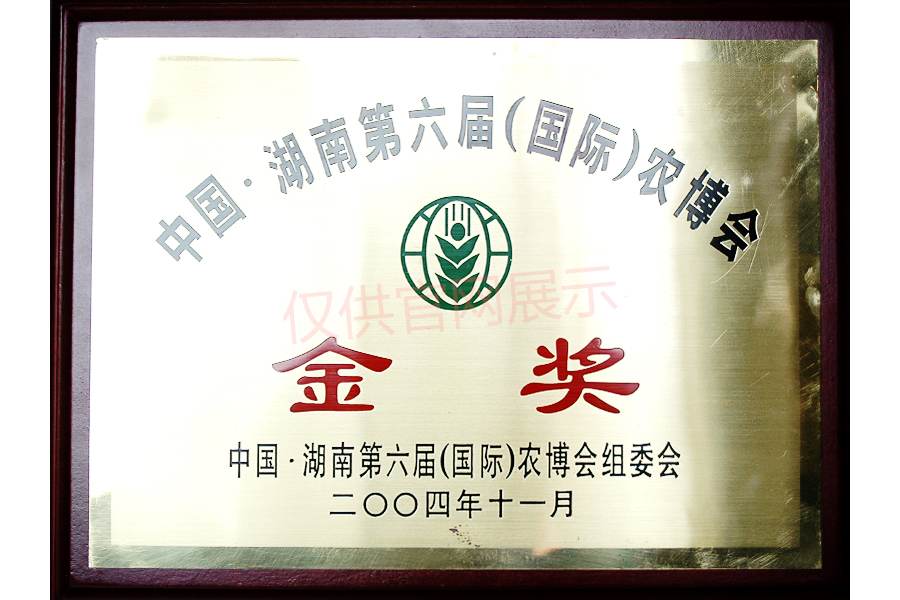 中国·湖南第六届(国际)农博会
仅供官网展示
金 奖
中国·湖南第六届(国际)农博会组委会
二〇〇四年十一月